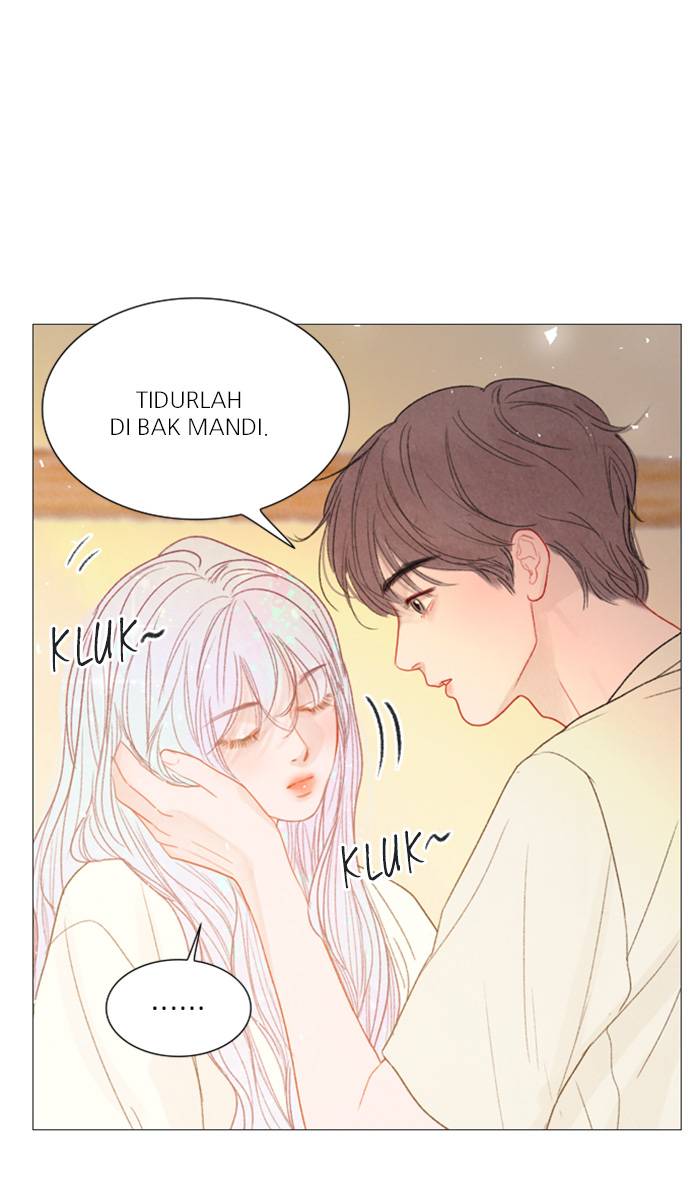 TIDURLAH
DI BAK MANDI.
KLUK~
KLUK~
......